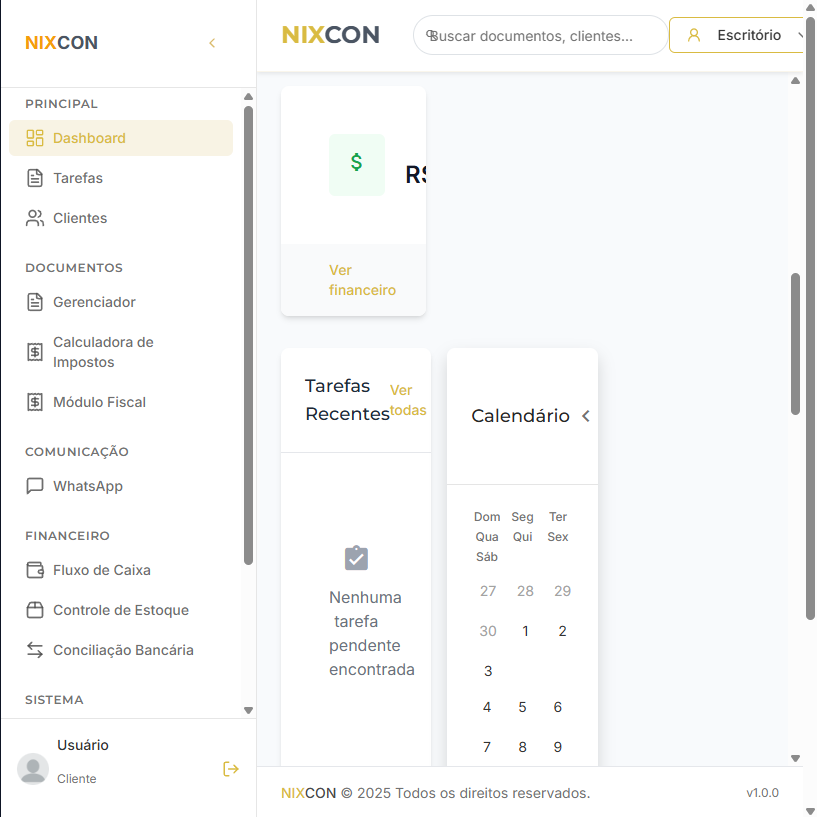 NIXCON
PRINCIPAL
Dashboard
Tarefas
Clientes
DOCUMENTOS
Gerenciador
Calculadora de
Impostos
Módulo Fiscal
COMUNICAÇÃO
WhatsApp
FINANCEIRO
Fluxo de Caixa
Controle de Estoque
Conciliação Bancária
SISTEMA
Usuário
Cliente
NIXCON
Buscar documentos, clientes...
Escritório
$
R$
Ver
financeiro
Tarefas
Recentes
Ver
todas
Nenhuma
tarefa
pendente
encontrada
Calendário
Dom Seg Ter
Qua Qui Sex
Sáb
27 28 29
30 1 2
3
4 5 6
7 8 9
NIXCON © 2025 Todos os direitos reservados.
v1.0.0